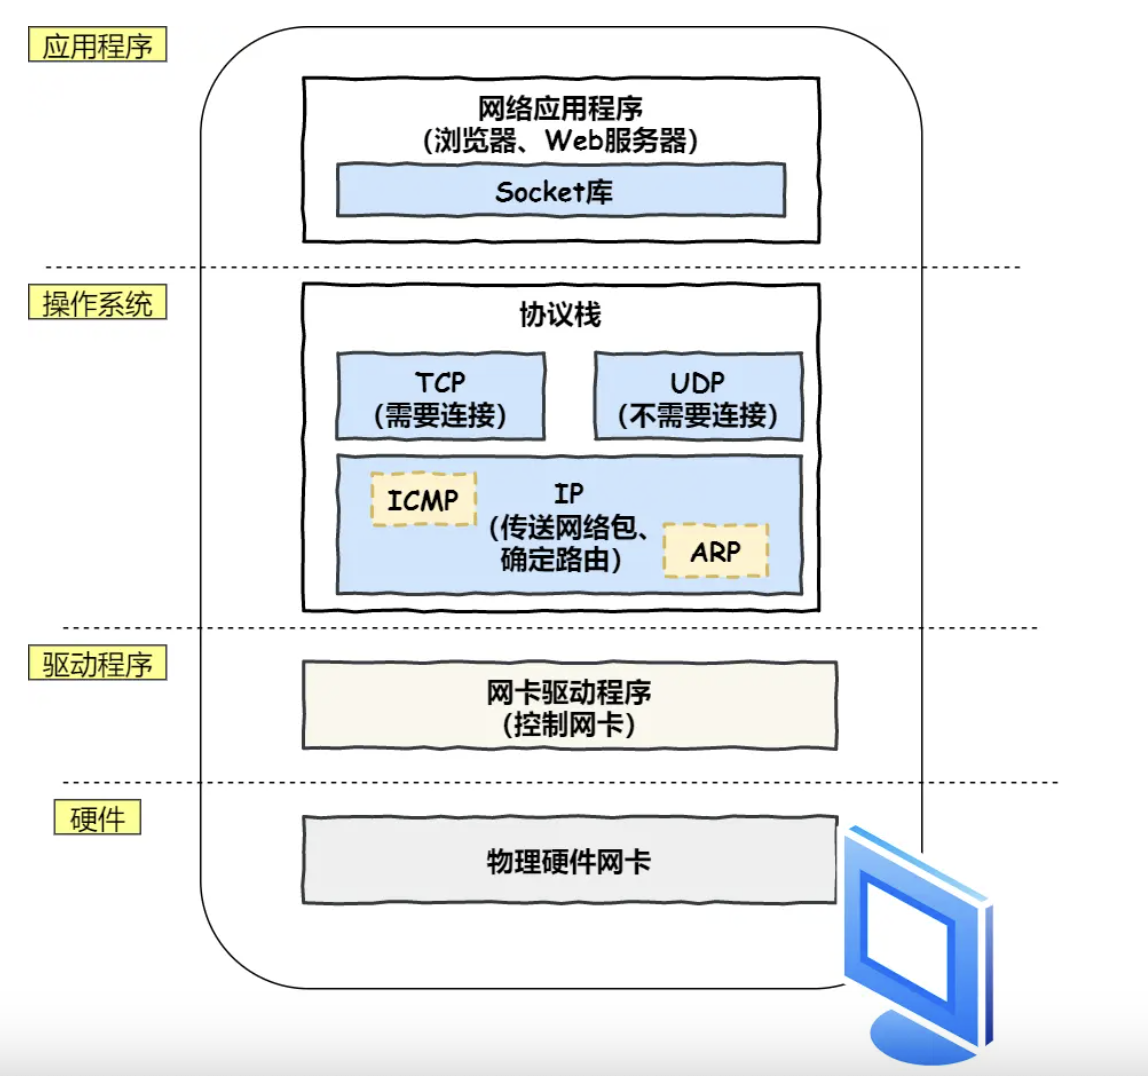 应用程序
网络应用程序
(浏览器、Web服务器)
Socket库
操作系统
协议栈
TCP
(需要连接)
UDP
(不需要连接)
ICMP
IP
(传送网络包、
确定路由)
ARP
驱动程序
网卡驱动程序
(控制网卡)
硬件
物理硬件网卡